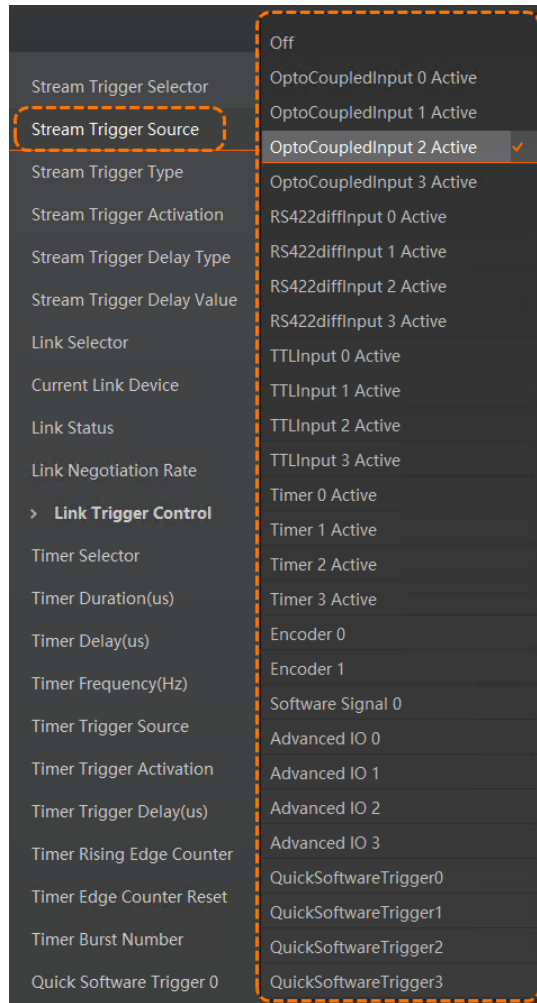 Stream Trigger Selector
Stream Trigger Source
Stream Trigger Type
Stream Trigger Activation
Stream Trigger Delay Type
Stream Trigger Delay Value
Link Selector
Current Link Device
Link Status
Link Negotiation Rate
> Link Trigger Control
Timer Selector
Timer Duration(us)
Timer Delay(us)
Timer Frequency(Hz)
Timer Trigger Source
Timer Trigger Activation
Timer Trigger Delay(us)
Timer Rising Edge Counter
Timer Edge Counter Reset
Timer Burst Number
Quick Software Trigger 0
Off
OptoCoupledInput 0 Active
OptoCoupledInput 1 Active
OptoCoupledInput 2 Active
OptoCoupledInput 3 Active
RS422diffInput 0 Active
RS422diffInput 1 Active
RS422diffInput 2 Active
RS422diffInput 3 Active
TTLInput 0 Active
TTLInput 1 Active
TTLInput 2 Active
TTLInput 3 Active
Timer 0 Active
Timer 1 Active
Timer 2 Active
Timer 3 Active
Encoder 0
Encoder 1
Software Signal 0
Advanced IO 0
Advanced IO 1
Advanced IO 2
Advanced IO 3
QuickSoftwareTrigger0
QuickSoftwareTrigger1
QuickSoftwareTrigger2
QuickSoftwareTrigger3